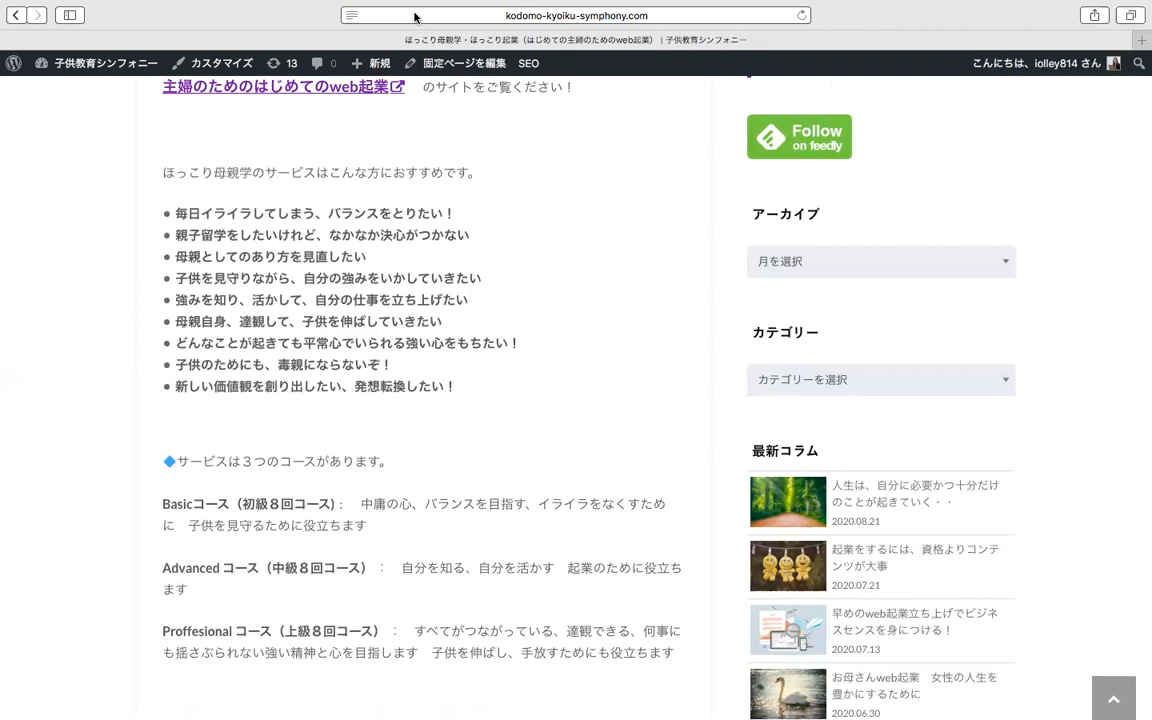 kodomo-kyoiku-symphony.com
ほっこり母親学・ほっこり起業（はじめての主婦のためのweb起業）｜子供教育シンフォニー
子供教育シンフォニー カスタマイズ 13 0 新規 固定ページを編集 SEO こんにちは、iolley814 さん
主婦のためのはじめてのweb起業 のサイトをご覧ください！
ほっこり母親学のサービスはこんな方におすすめです。
● 毎日イライラしてしまう、バランスをとりたい！
● 親子留学をしたいけれど、なかなか決心がつかない
● 母親としてのあり方を見直したい
● 子供を見守りながら、自分の強みをいかしていきたい
● 強みを知り、活かして、自分の仕事を立ち上げたい
● 母親自身、達観して、子供を伸ばしていきたい
● どんなことが起きても平常心でいられる強い心をもちたい！
● 子供のためにも、毒親にならないぞ！
● 新しい価値観を創り出したい、発想転換したい！
🔷サービスは３つのコースがあります。
Basicコース（初級８回コース)： 中庸の心、バランスを目指す、イライラをなくすため
に 子供を見守るために役立ちます
Advanced コース（中級８回コース） ： 自分を知る、自分を活かす 起業のために役立ち
ます
Proffesional コース（上級８回コース） ： すべてがつながっている、達観できる、何事に
も揺さぶられない強い精神と心を目指します 子供を伸ばし、手放すためにも役立ちます
Follow
on feedly
アーカイブ
月を選択
カテゴリー
カテゴリーを選択
最新コラム
人生は、自分に必要かつ十分だけ
のことが起きていく・・
2020.08.21
起業をするには、資格よりコンテ
ンツが大事
2020.07.21
早めのweb起業立ち上げでビジネ
スセンスを身につける！
2020.07.13
お母さんweb起業 女性の人生を
豊かにするために
2020.06.30